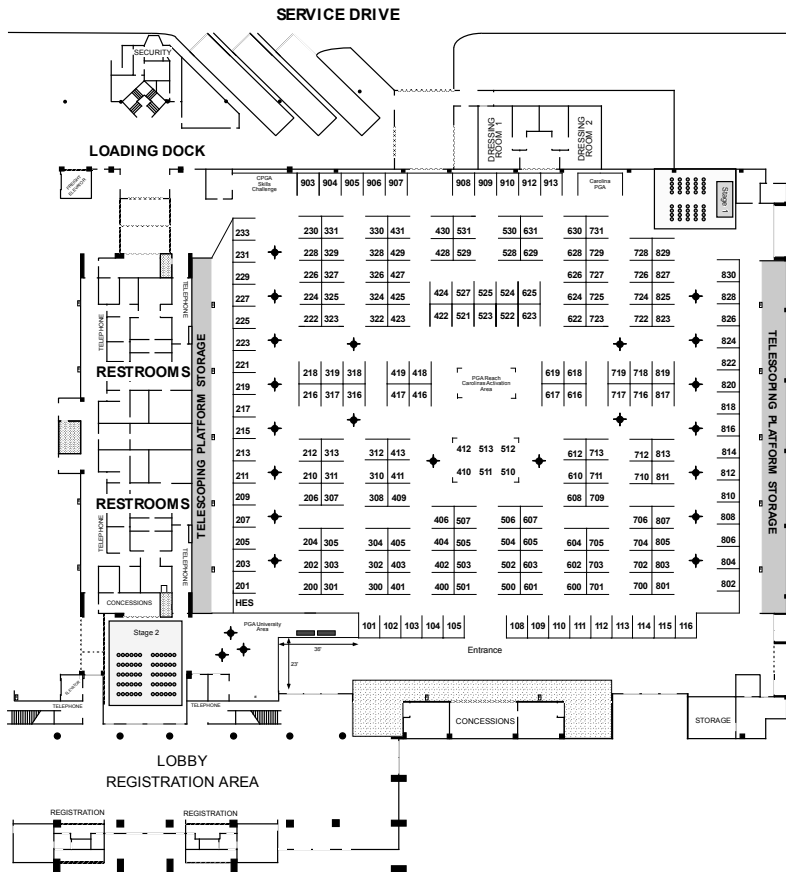 SERVICE DRIVE
SECURITY
DRESSING ROOM 1
DRESSING ROOM 2
LOADING DOCK
FREIGHT ELEVATOR
CPGA Skills Challenge
903 904 905 906 907
908 909 910 912 913
Carolina PGA
Stage 1
233
230 331 330 431 430 531 530 631 630 731
231
228 329 328 429 428 529 528 629 628 729 728 829
229
226 327 326 427 626 727 726 827 830
227
224 325 324 425 424 527 525 524 625 624 725 724 825 828
225
222 323 322 423 422 521 523 522 623 622 723 722 823 826
TELEPHONE
TELEPHONE
223
824
221
822
RESTROOMS
218 319 318 419 418
PGA Reach
Carolinas Activation
Area
619 618 719 718 819
219
820
216 317 316 417 416 617 616 717 716 817
217
818
215
816
TELESCOPING PLATFORM STORAGE
TELESCOPING PLATFORM STORAGE
213
212 313 312 413 412 513 512 612 713 712 813 814
211
210 311 310 411 410 511 510 610 711 710 811 812
RESTROOMS
209
206 307 308 409 608 709 810
207
406 507 506 607 706 807 808
TELEPHONE
TELEPHONE
205
204 305 304 405 404 505 504 605 604 705 704 805 806
203
202 303 302 403 402 503 502 603 602 703 702 803 804
201
200 301 300 401 400 501 500 601 600 701 700 801 802
CONCESSIONS
HES
Stage 2
PGA University
Area
101 102 103 104 105
108 109 110 111 112 113 114 115 116
36'
23'
Entrance
ELEVATOR
TELEPHONE
TELEPHONE
CONCESSIONS
STORAGE
LOBBY
REGISTRATION AREA
REGISTRATION
REGISTRATION